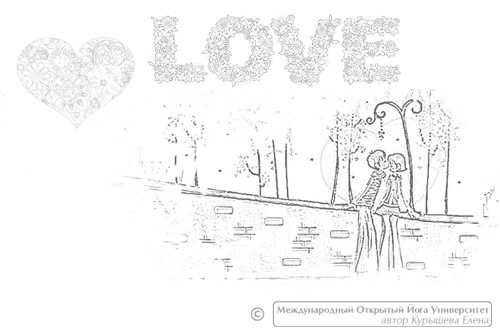 LOVE
© Международный Открытый Йога Университет
автор Курышева Елена